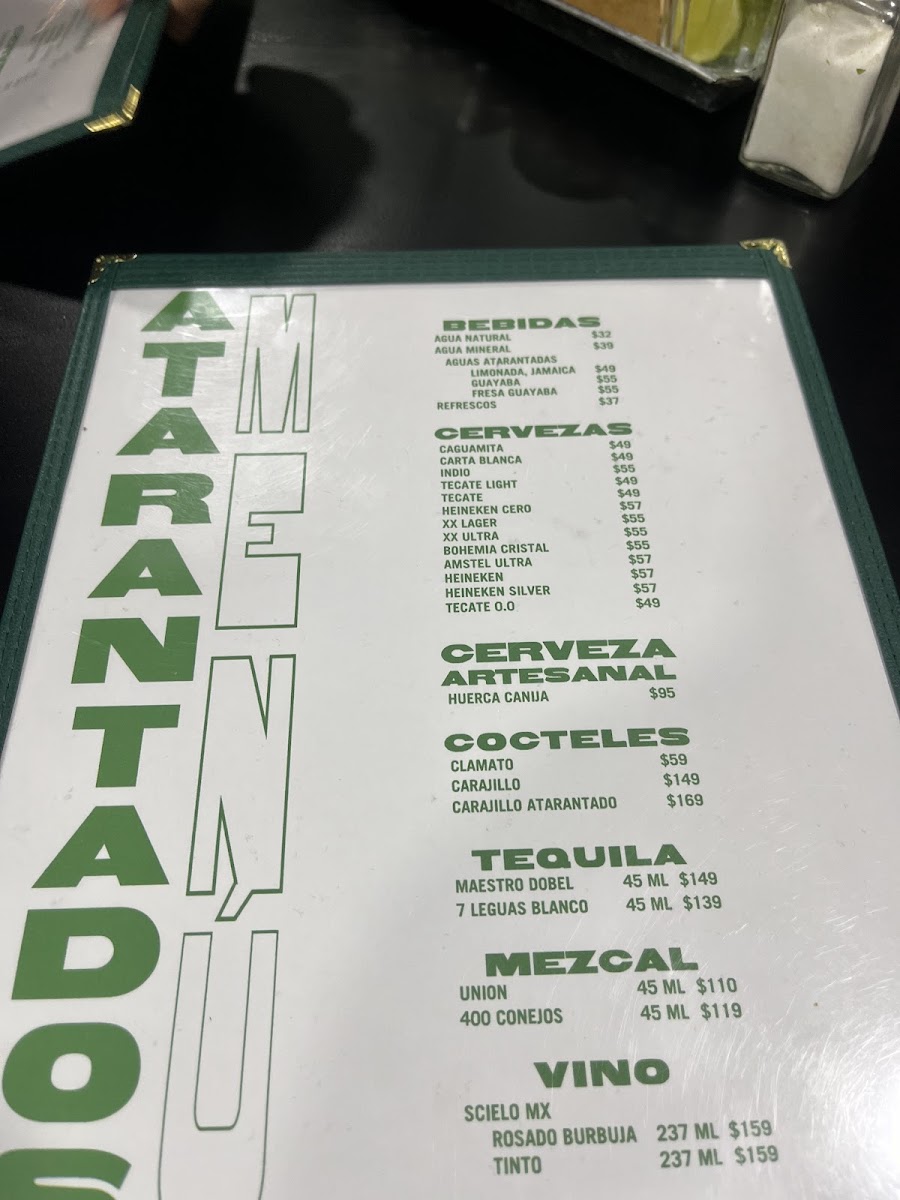 ATARANTADOS
MENÚ
BEBIDAS
AGUA NATURAL $32
AGUA MINERAL $39
AGUAS ATARANTADAS
LIMONADA, JAMAICA $49
GUAYABA $55
FRESA GUAYABA $55
REFRESCOS $37
CERVEZAS
CAGUAMITA $49
CARTA BLANCA $49
INDIO $55
TECATE LIGHT $49
TECATE $49
HEINEKEN CERO $57
XX LAGER $55
XX ULTRA $55
BOHEMIA CRISTAL $55
AMSTEL ULTRA $57
HEINEKEN $57
HEINEKEN SILVER $57
TECATE 0.0 $49
CERVEZA
ARTESANAL
HUERCA CANIJA $95
COCTELES
CLAMATO $59
CARAJILLO $149
CARAJILLO ATARANTADO $169
TEQUILA
MAESTRO DOBEL 45 ML $149
7 LEGUAS BLANCO 45 ML $139
MEZCAL
UNION 45 ML $110
400 CONEJOS 45 ML $119
VINO
SCIELO MX
ROSADO BURBUJA 237 ML $159
TINTO 237 ML $159